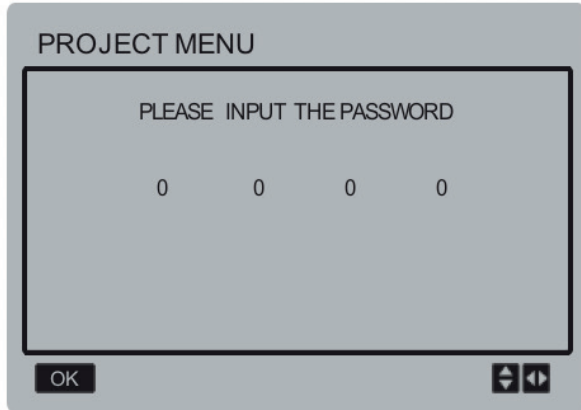 PROJECT MENU
PLEASE INPUT THE PASSWORD
0 0 0 0
OK